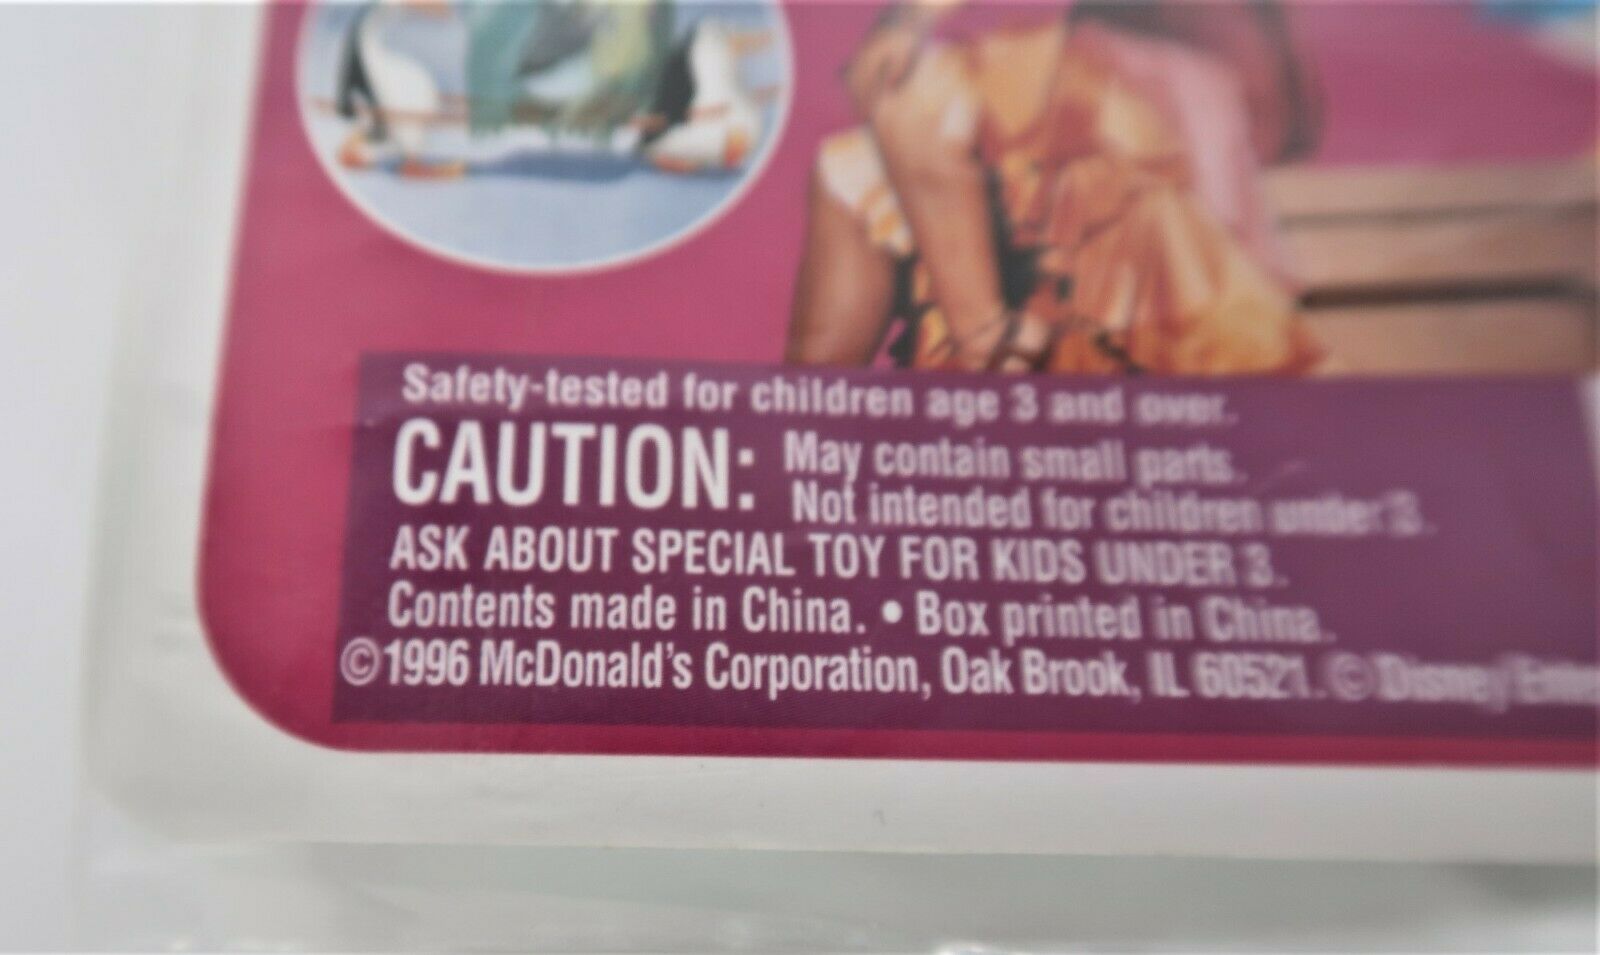 Safety-tested for children age 3 and over.
CAUTION: May contain small parts.
Not intended for children under 3.
ASK ABOUT SPECIAL TOY FOR KIDS UNDER 3.
Contents made in China. • Box printed in China.
©1996 McDonald's Corporation, Oak Brook, IL 60521. © Disney